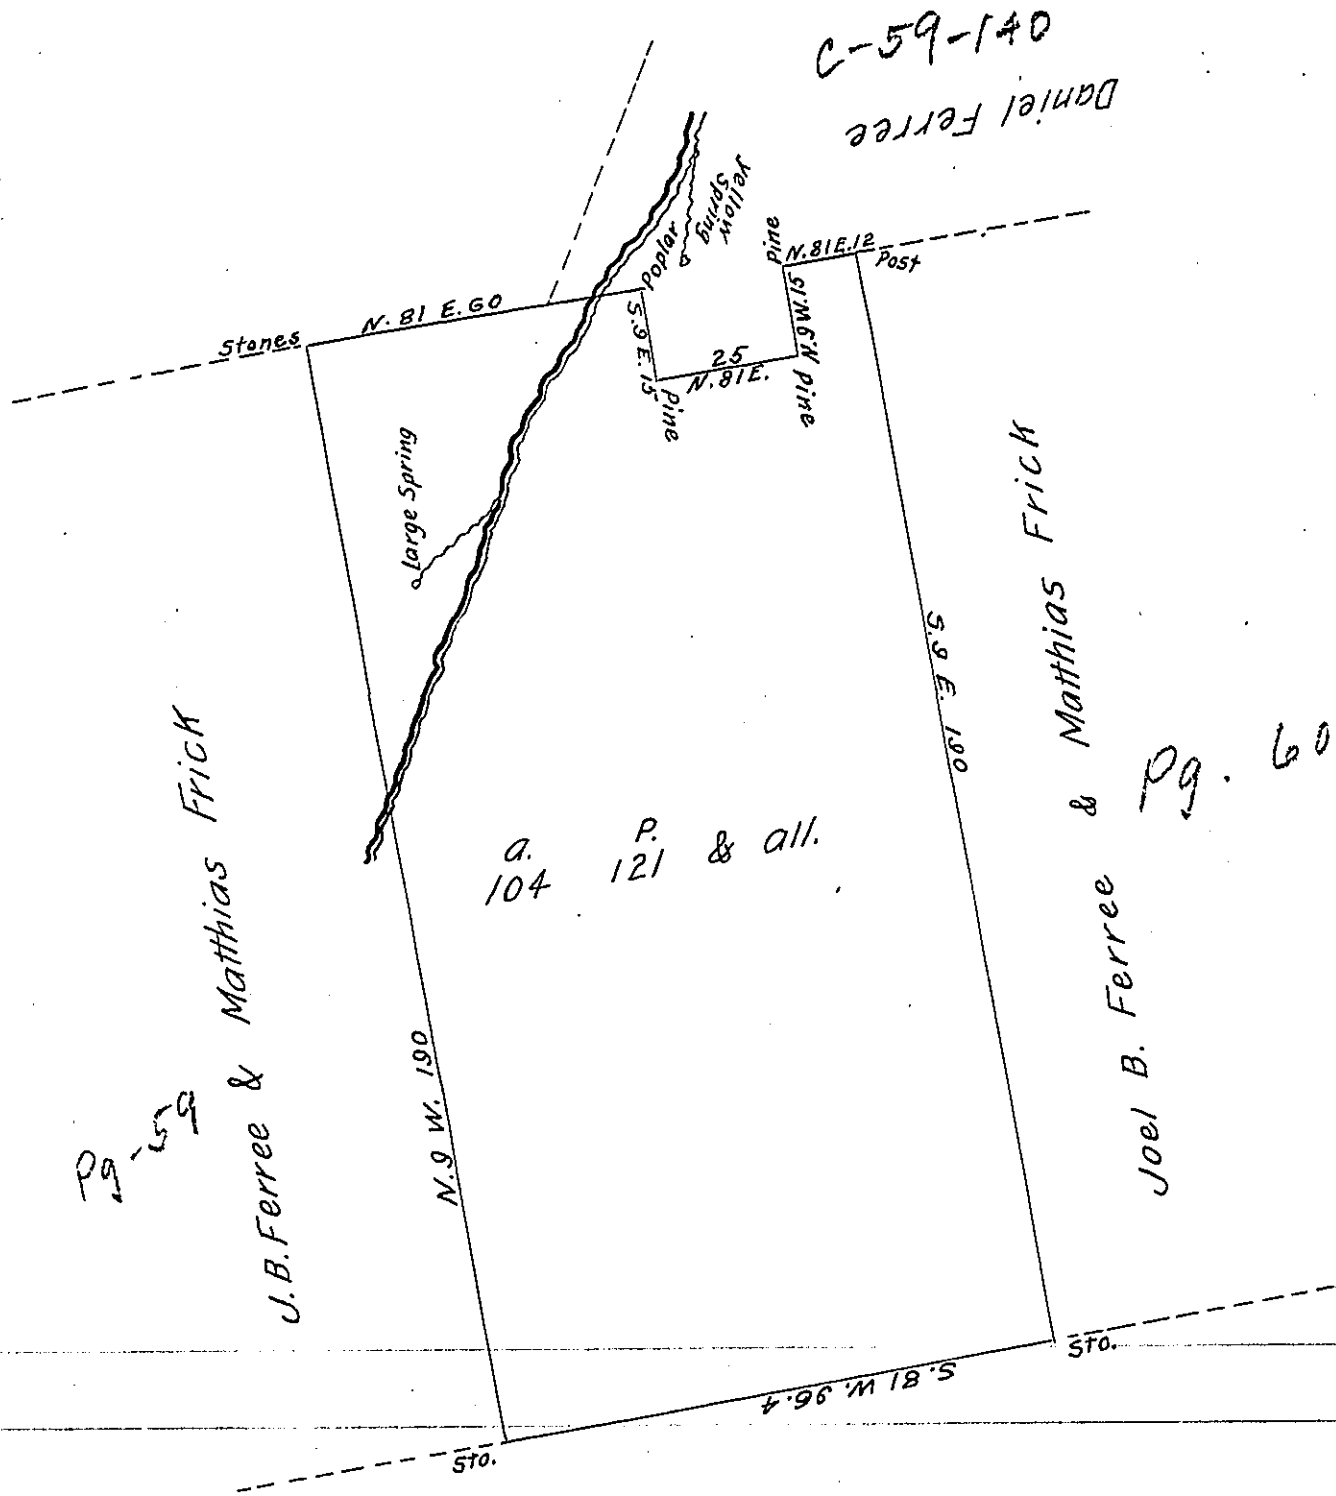 C-59-140
Daniel Ferree
Yellow
Spring
Poplar
Pine
N.81E.12
Post
N.9W.15
Stones
N. 81 E. 60
S.9 E. 15
25
N.81E.
Pine
Pine
Large Spring
S.9 E. 190
Joel B. Ferree & Matthias Frick
Pg. 60
a. P.
104 121 & all.
J.B. Ferree & Matthias Frick
Pg-59
N.9 W. 190
Sto.
S.81 W. 96.4
Sto.